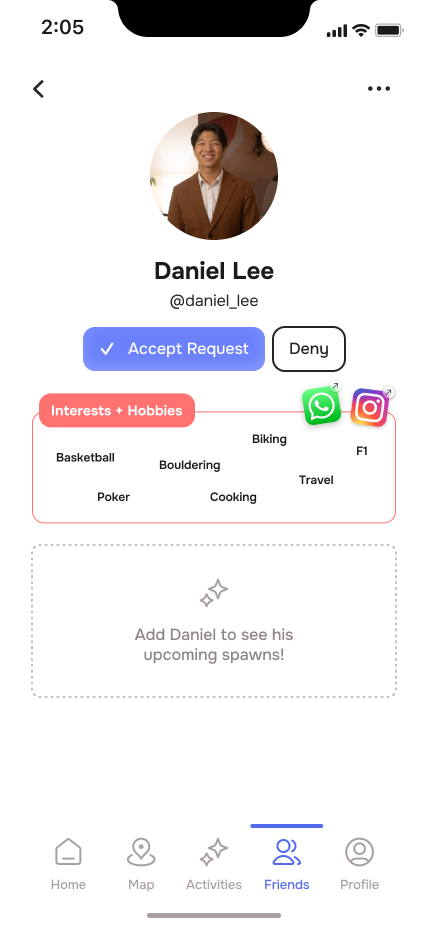 2:05
Daniel Lee
@daniel_lee
Accept Request
Deny
Interests + Hobbies
Biking
F1
Basketball
Bouldering
Travel
Poker
Cooking
Add Daniel to see his
upcoming spawns!
Home
Map
Activities
Friends
Profile